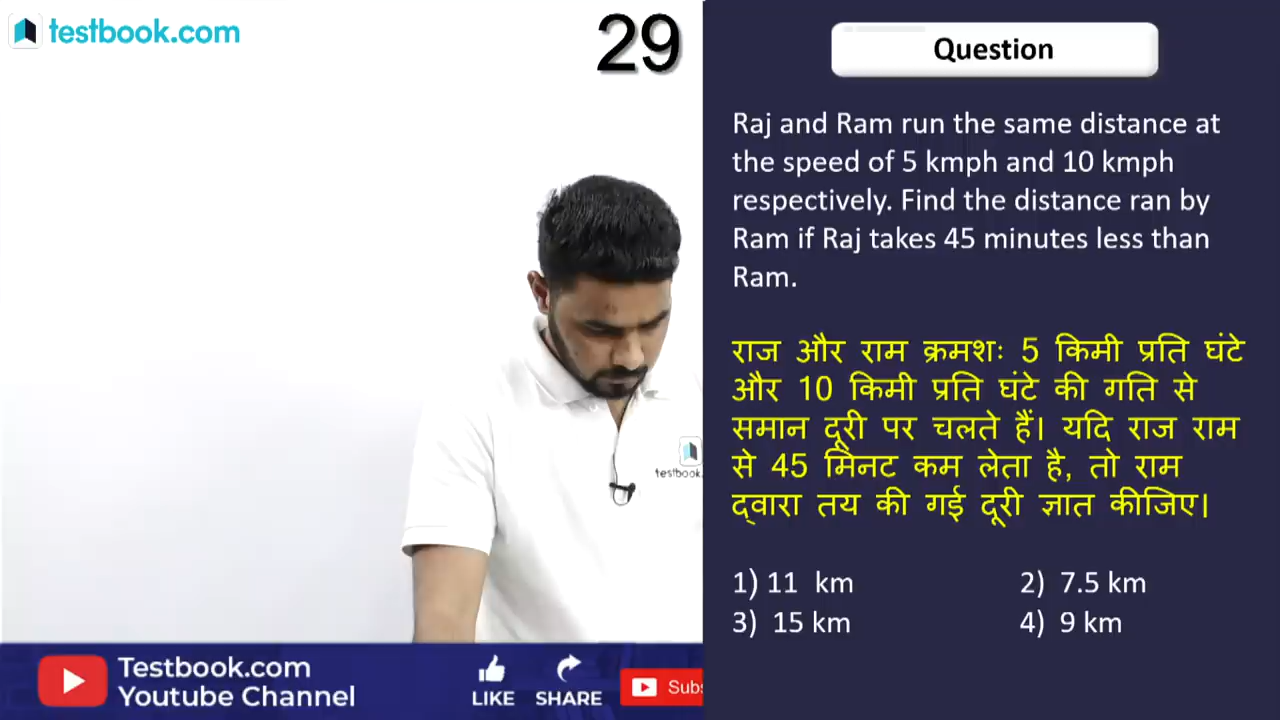 testbook.com
29
Question
Raj and Ram run the same distance at
the speed of 5 kmph and 10 kmph
respectively. Find the distance ran by
Ram if Raj takes 45 minutes less than
Ram.
राज और राम क्रमशः 5 किमी प्रति घंटे
और 10 किमी प्रति घंटे की गति से
समान दूरी पर चलते हैं। यदि राज राम
से 45 मिनट कम लेता है, तो राम
द्वारा तय की गई दूरी ज्ञात कीजिए।
1) 11 km 2) 7.5 km
3) 15 km 4) 9 km
testbook.
Testbook.com
Youtube Channel
LIKE SHARE Subs